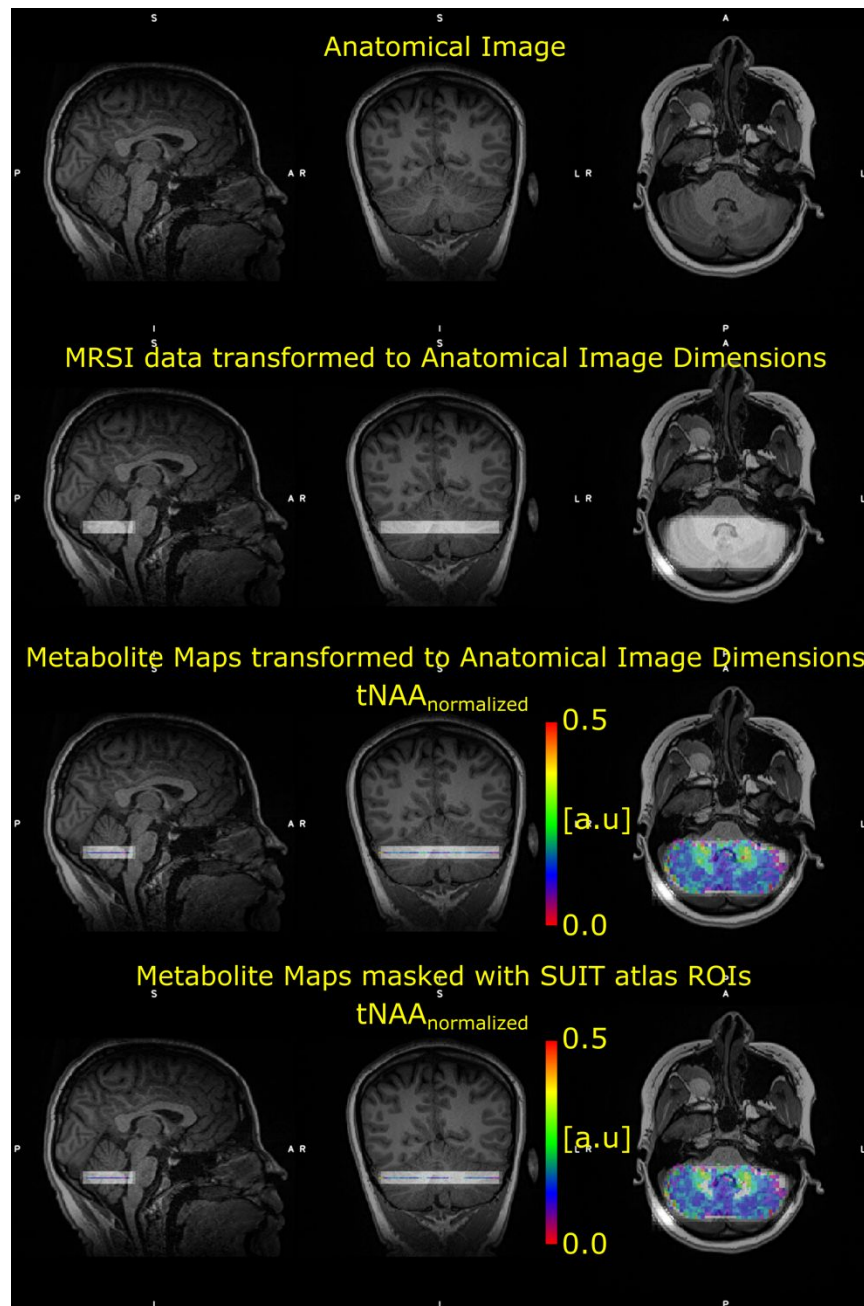 S S A
Anatomical Image
P A R L R L
I I P
S S A
MRSI data transformed to Anatomical Image Dimensions
P A R L R L
Metabolite Maps transformed to Anatomical Image Dimensions
I P
S S A
tNAAnormalized
0.5
P A R [a.u] R L
0.0
Metabolite Maps masked with SUIT atlas ROIs
I P
S A
tNAAnormalized
0.5
P A R [a.u] L R L
0.0
I I P